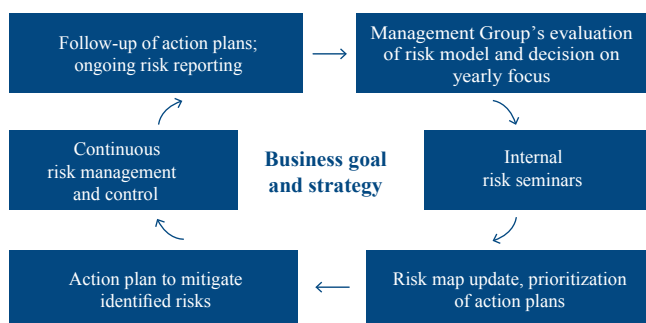 Follow-up of action plans;
ongoing risk reporting
Management Group’s evaluation
of risk model and decision on
yearly focus
Continuous
risk management
and control
Business goal
and strategy
Internal
risk seminars
Action plan to mitigate
identified risks
Risk map update, prioritization
of action plans